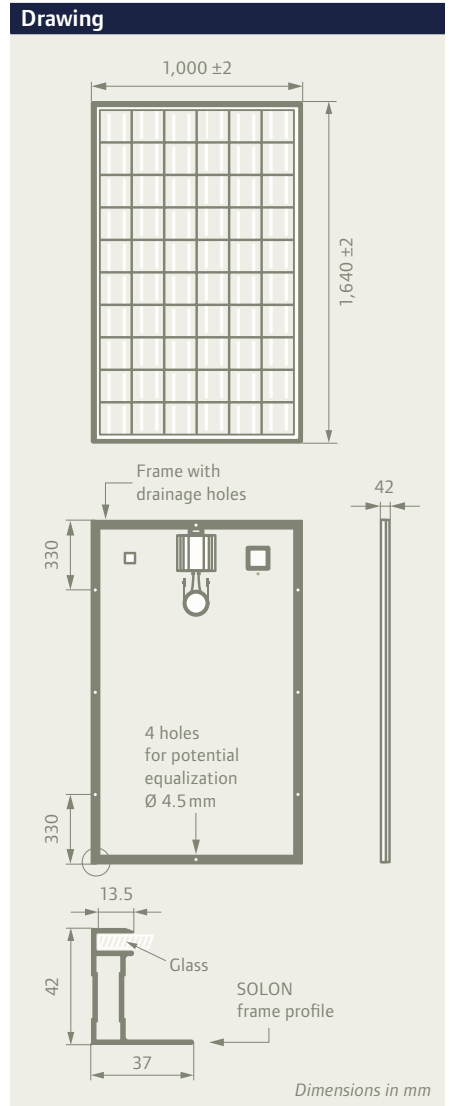 Drawing
1,000 ±2
1,640 ±2
Frame with
drainage holes
42
330
4 holes
for potential
equalization
Ø 4.5 mm
330
13.5
Glass
42
SOLON
frame profile
37
Dimensions in mm